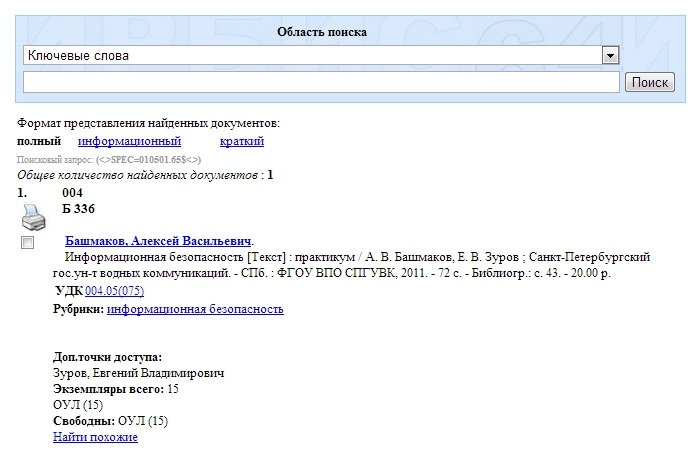 Область поиска
Ключевые слова
Поиск
Формат представления найденных документов:
полный информационный краткий
Поисковый запрос: (<.>SPEC=010501.65$<.>)
Общее количество найденных документов : 1
1. 004
Б 336
Башмаков, Алексей Васильевич.
Информационная безопасность [Текст] : практикум / А. В. Башмаков, Е. В. Зуров ; Санкт-Петербургский
гос.ун-т водных коммуникаций. - СПб. : ФГОУ ВПО СПГУВК, 2011. - 72 с. - Библиогр.: с. 43. - 20.00 р.
УДК 004.05(075)
Рубрики: информационная безопасность
Доп.точки доступа:
Зуров, Евгений Владимирович
Экземпляры всего: 15
ОУЛ (15)
Свободны: ОУЛ (15)
Найти похожие